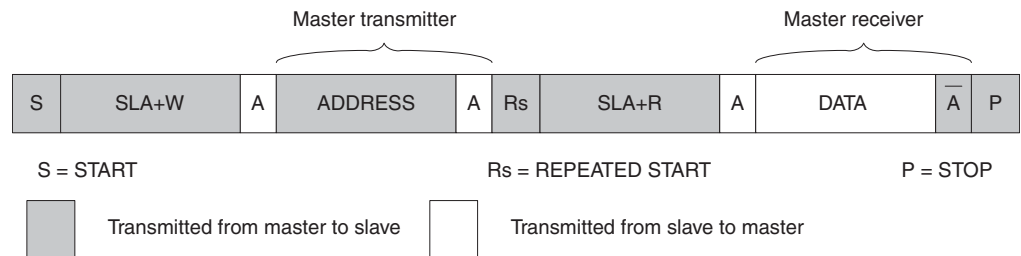 Master transmitter Master receiver
S SLA+W A ADDRESS A Rs SLA+R A DATA A̅ P
S = START Rs = REPEATED START P = STOP
Transmitted from master to slave Transmitted from slave to master